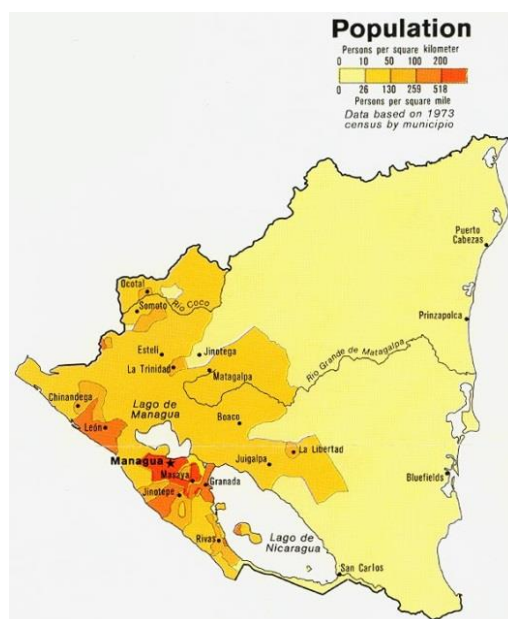 Population
Persons per square kilometer
0 10 50 100 200
0 26 130 259 518
Persons per square mile
Data based on 1973
census by municipio
Puerto
Cabezas
Ocotal
Somoto
Río Coco
Prinzapolca
Estelí
Jinotega
La Trinidad
Matagalpa
Río Grande de Matagalpa
Chinandega
Lago de
Managua
Boaco
León
La Libertad
Managua
Juigalpa
Masaya
Granada
Bluefields
Jinotepe
Rivas
Lago de
Nicaragua
San Carlos